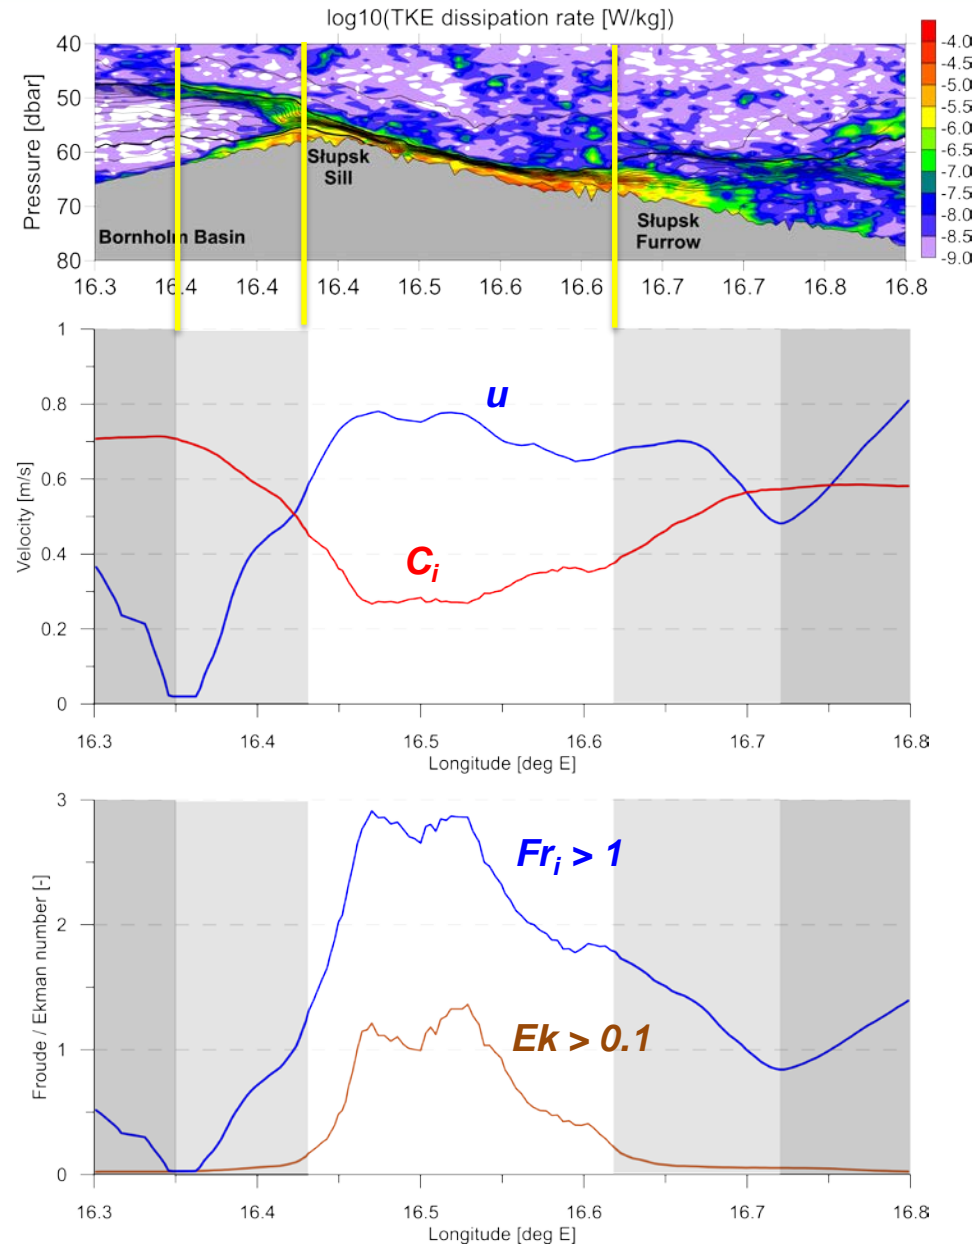 log10(TKE dissipation rate [W/kg])
Pressure [dbar]
40
50
60
70
80
Słupsk
Sill
Bornholm Basin
Słupsk
Furrow
16.3 16.4 16.4 16.4 16.5 16.6 16.6 16.7 16.7 16.8 16.8
-4.0
-4.5
-5.0
-5.5
-6.0
-6.5
-7.0
-7.5
-8.0
-8.5
-9.0
Velocity [m/s]
1
0.8
0.6
0.4
0.2
0
u
Ci
16.3 16.4 16.5 16.6 16.7 16.8
Longitude [deg E]
Froude / Ekman number [-]
3
2
1
0
Fri > 1
Ek > 0.1
16.3 16.4 16.5 16.6 16.7 16.8
Longitude [deg E]